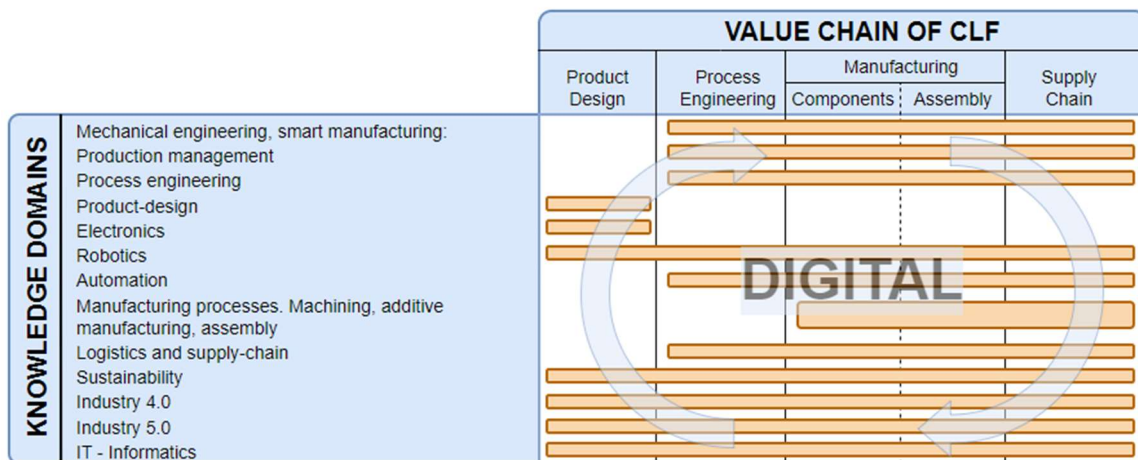 VALUE CHAIN OF CLF
Product
Design
Process
Engineering
Manufacturing
Components
Assembly
Supply
Chain
KNOWLEDGE DOMAINS
Mechanical engineering, smart manufacturing:
Production management
Process engineering
Product-design
Electronics
Robotics
Automation
Manufacturing processes. Machining, additive
manufacturing, assembly
Logistics and supply-chain
Sustainability
Industry 4.0
Industry 5.0
IT - Informatics
DIGITAL